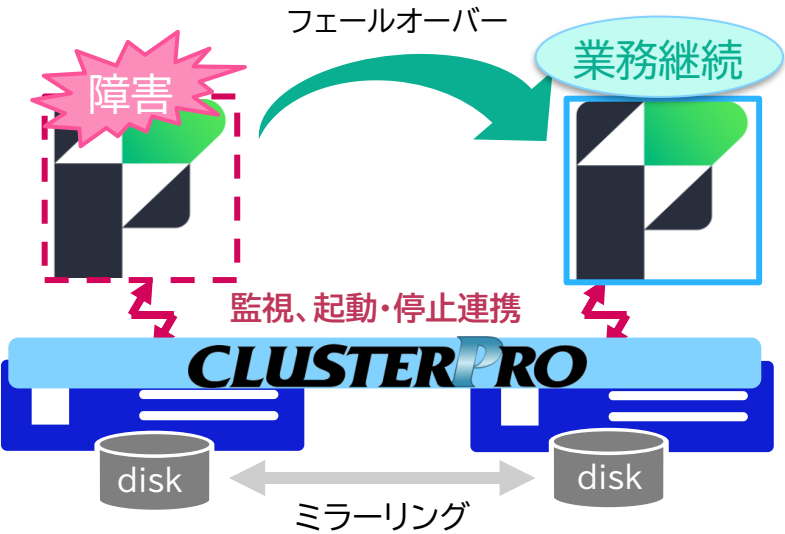 フェールオーバー
障害
業務継続
監視、起動・停止連携
CLUSTERPRO
disk
disk
ミラーリング